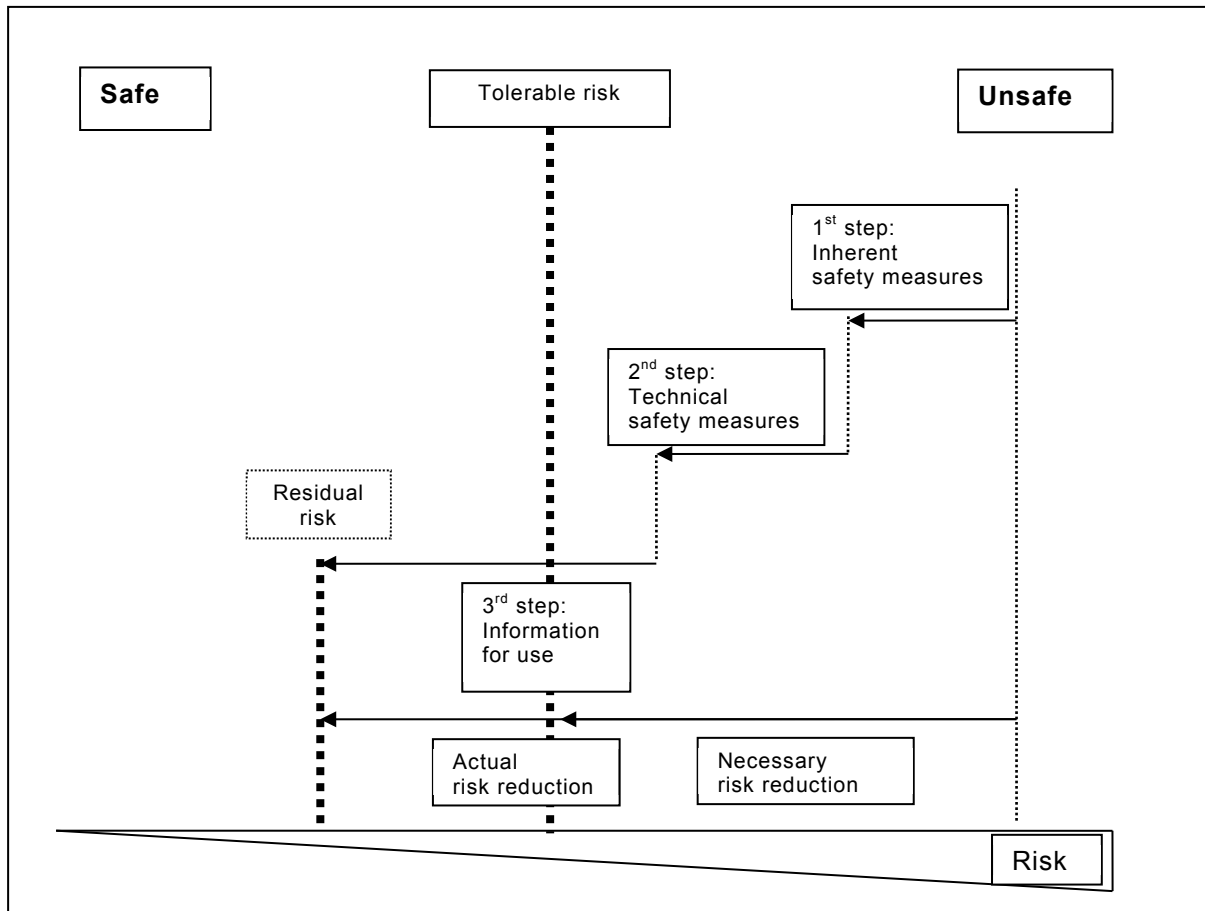 Safe
Tolerable risk
Unsafe
1st step:
Inherent
safety measures
2nd step:
Technical
safety measures
Residual
risk
3rd step:
Information
for use
Actual
risk reduction
Necessary
risk reduction
Risk